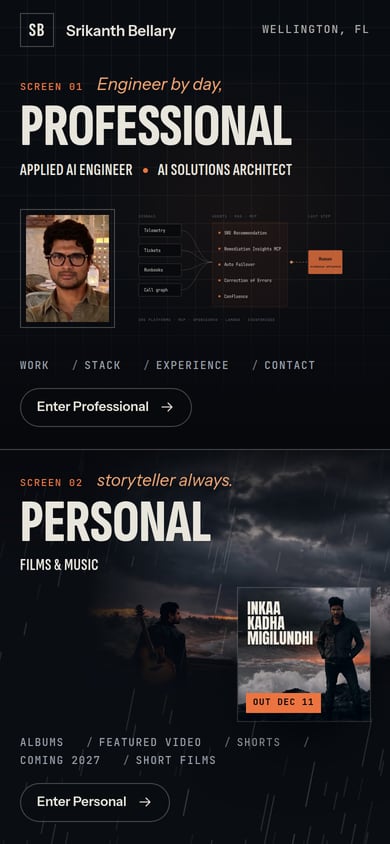 SB Srikanth Bellary WELLINGTON, FL
SCREEN 01 Engineer by day,
PROFESSIONAL
APPLIED AI ENGINEER • AI SOLUTIONS ARCHITECT
Telemetry
Tickets
Runbooks
Call graph
SRE Recommendation
Remediation Insights MCP
Auto Failover
Correction of Errors
Confluence
Human
WORK / STACK / EXPERIENCE / CONTACT
Enter Professional →
SCREEN 02 storyteller always.
PERSONAL
FILMS & MUSIC
INKAA
KADHA
MIGILUNDHI
OUT DEC 11
ALBUMS / FEATURED VIDEO / SHORTS /
COMING 2027 / SHORT FILMS
Enter Personal →